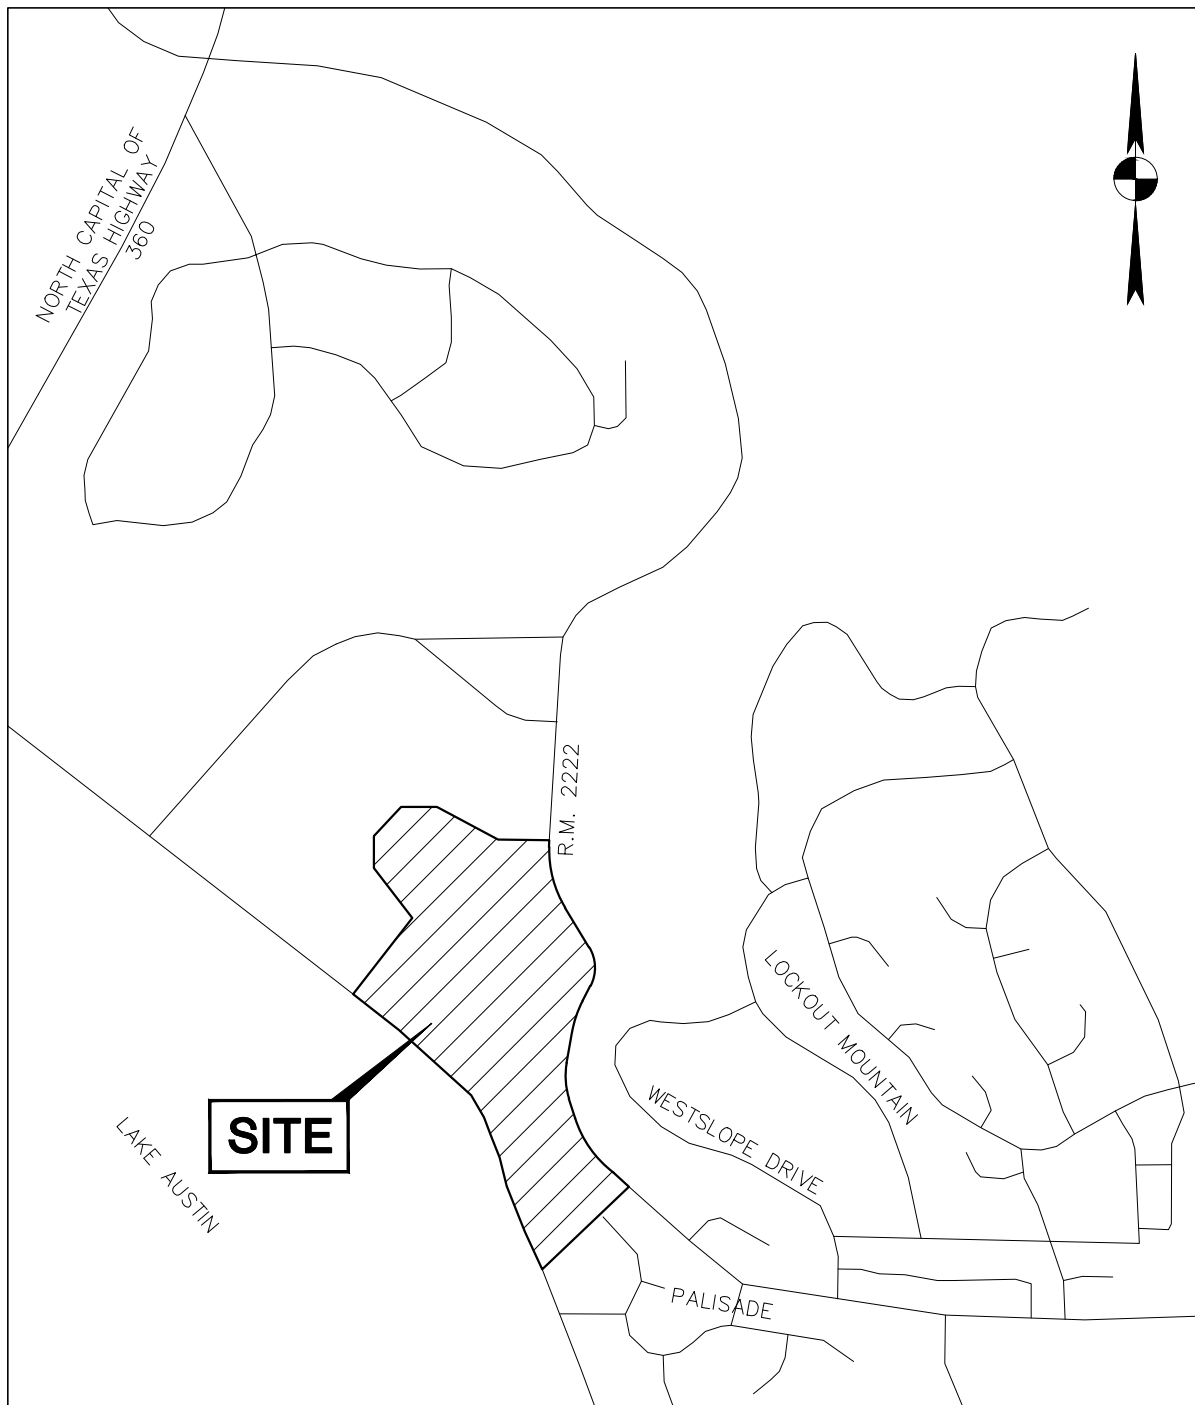 NORTH CAPITAL OF
TEXAS HIGHWAY
360
R.M. 2222
LOCKOUT MOUNTAIN
WESTSLOPE DRIVE
SITE
LAKE AUSTIN
PALISADE